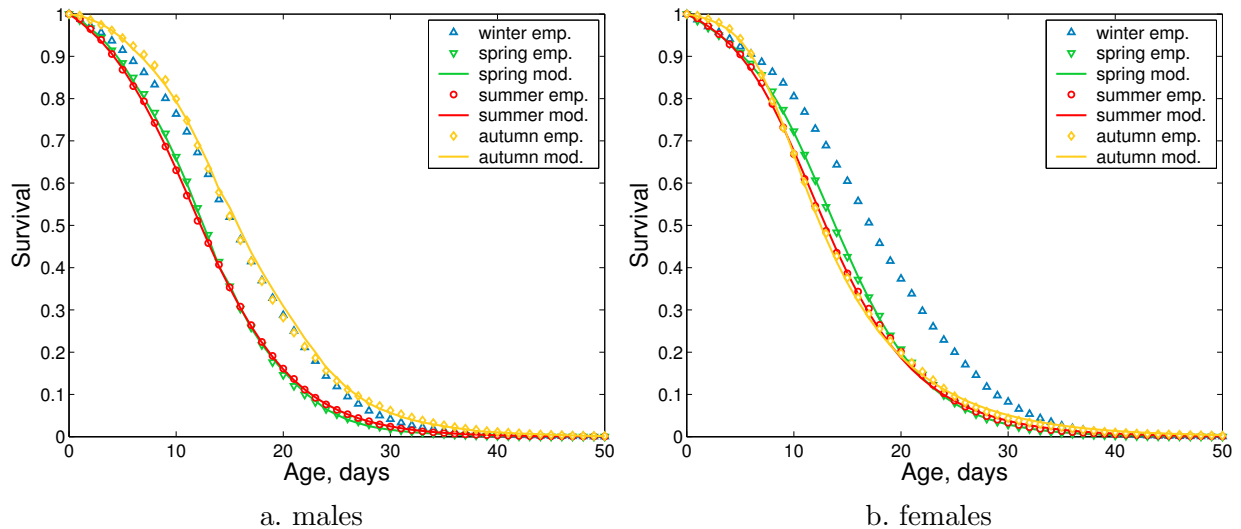 1
0.9
0.8
0.7
0.6
0.5
0.4
0.3
0.2
0.1
0
Survival
0 10 20 30 40 50
Age, days
winter emp.
spring emp.
spring mod.
summer emp.
summer mod.
autumn emp.
autumn mod.
a. males
1
0.9
0.8
0.7
0.6
0.5
0.4
0.3
0.2
0.1
0
Survival
0 10 20 30 40 50
Age, days
winter emp.
spring emp.
spring mod.
summer emp.
summer mod.
autumn emp.
autumn mod.
b. females